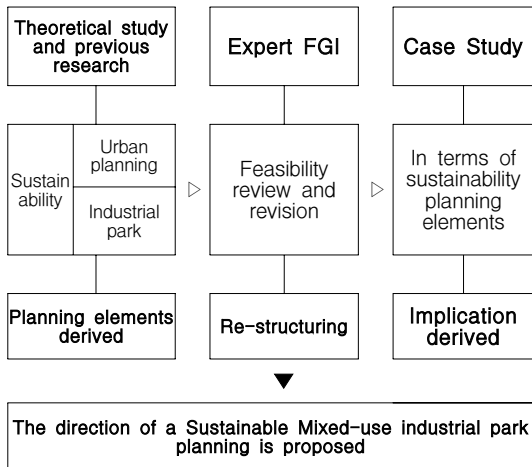 Theoretical study
and previous
research
Expert FGI
Case Study
Sustain
ability
Urban
planning
Industrial
park
Feasibility
review and
revision
In terms of
sustainability
planning
elements
Planning elements
derived
Re-structuring
Implication
derived
The direction of a Sustainable Mixed-use industrial park
planning is proposed